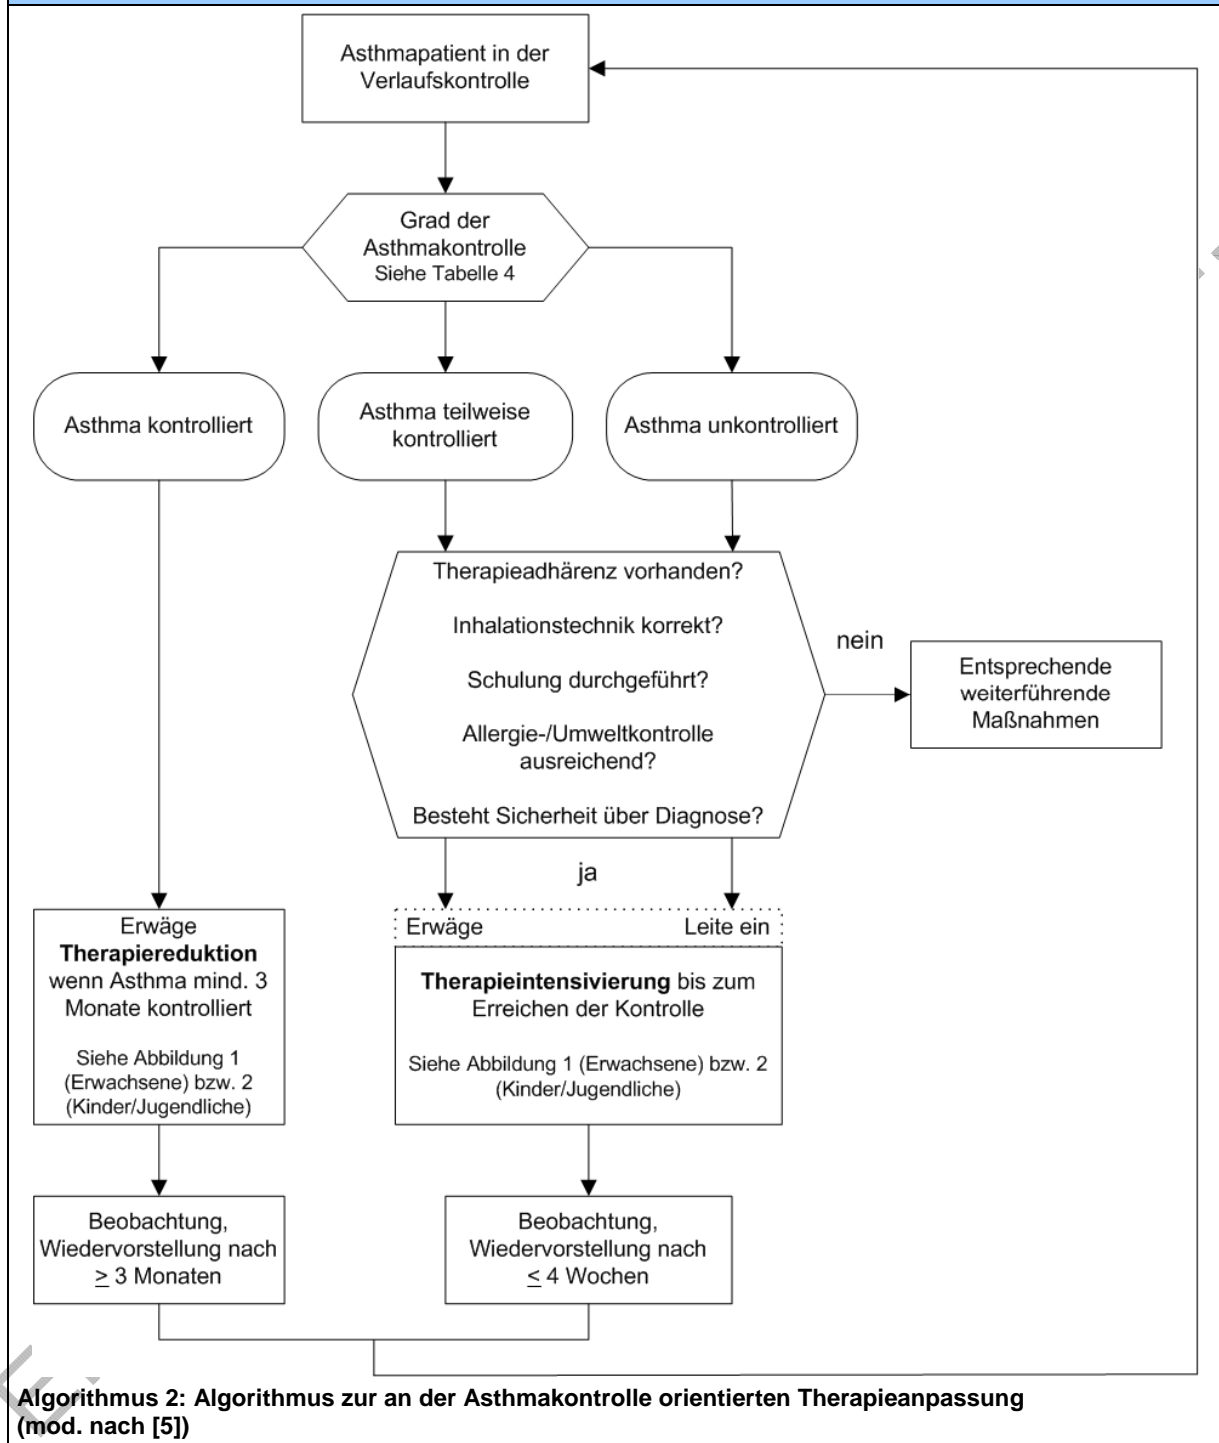 Asthmapatient in der
Verlaufskontrolle
Grad der
Asthmakontrolle
Siehe Tabelle 4
Asthma kontrolliert
Asthma teilweise
kontrolliert
Asthma unkontrolliert
Therapieadhärenz vorhanden?
Inhalationstechnik korrekt?
Schulung durchgeführt?
Allergie-/Umweltkontrolle
ausreichend?
Besteht Sicherheit über Diagnose?
nein
Entsprechende
weiterführende
Maßnahmen
ja
Erwäge
Therapiereduktion
wenn Asthma mind. 3
Monate kontrolliert
Siehe Abbildung 1
(Erwachsene) bzw. 2
(Kinder/Jugendliche)
Erwäge Leite ein
Therapieintensivierung bis zum
Erreichen der Kontrolle
Siehe Abbildung 1 (Erwachsene) bzw. 2
(Kinder/Jugendliche)
Beobachtung,
Wiedervorstellung nach
≥ 3 Monaten
Beobachtung,
Wiedervorstellung nach
≤ 4 Wochen
Algorithmus 2: Algorithmus zur an der Asthmakontrolle orientierten Therapieanpassung
(mod. nach [5])